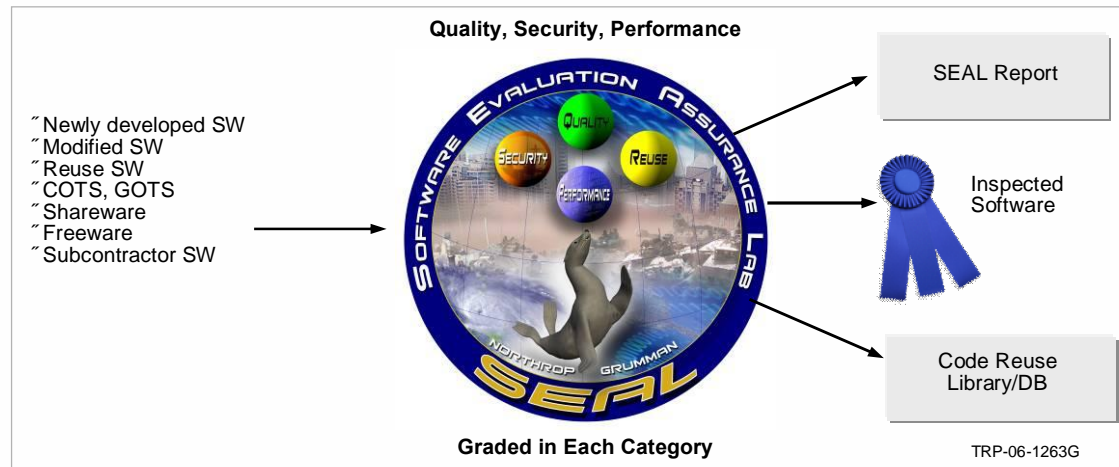 Quality, Security, Performance
˝Newly developed SW
˝Modified SW
˝Reuse SW
˝COTS, GOTS
˝Shareware
˝Freeware
˝Subcontractor SW
SOFTWARE EVALUATION ASSURANCE LAB
QUALITY
SECURITY
REUSE
PERFORMANCE
NORTHROP GRUMMAN
SEAL
Graded in Each Category
SEAL Report
Inspected
Software
Code Reuse
Library/DB
TRP-06-1263G